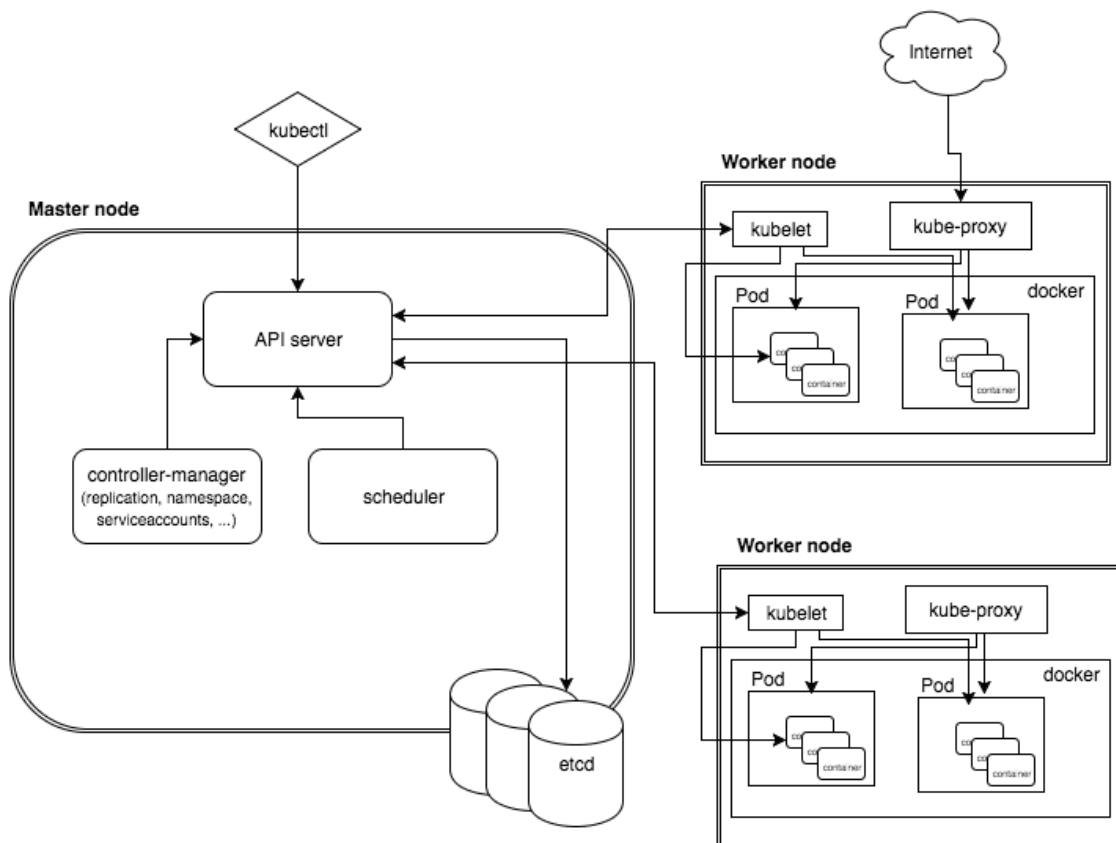 Internet
kubectl
Worker node
Master node
kubelet
kube-proxy
docker
Pod
Pod
API server
container
container
controller-manager
(replication, namespace,
serviceaccounts, ...)
scheduler
Worker node
kubelet
kube-proxy
docker
Pod
Pod
container
container
etcd